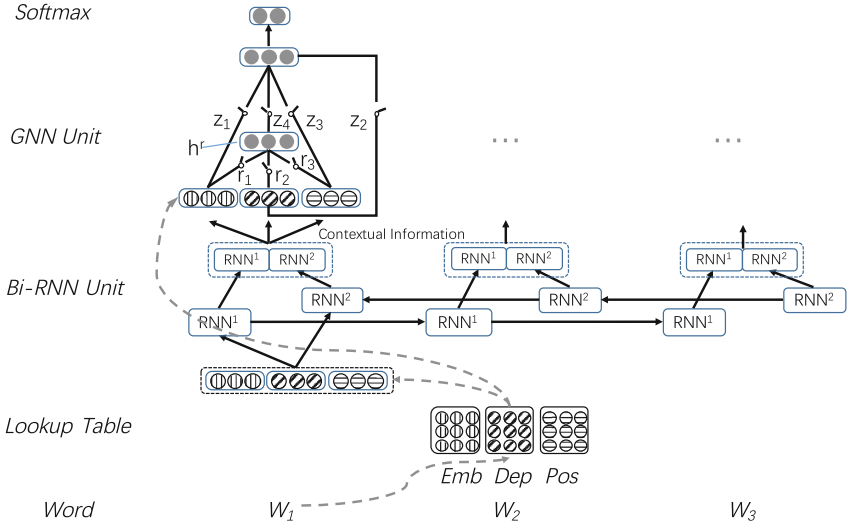 Softmax
z1 z4 z3 z2
GNN Unit
... ...
hr
r1 r2 r3
Contextual Information
RNN1 RNN2 RNN1 RNN2 RNN1 RNN2
Bi-RNN Unit
RNN2 RNN2 RNN2
RNN1 RNN1 RNN1
Lookup Table
Emb Dep Pos
Word W1 W2 W3